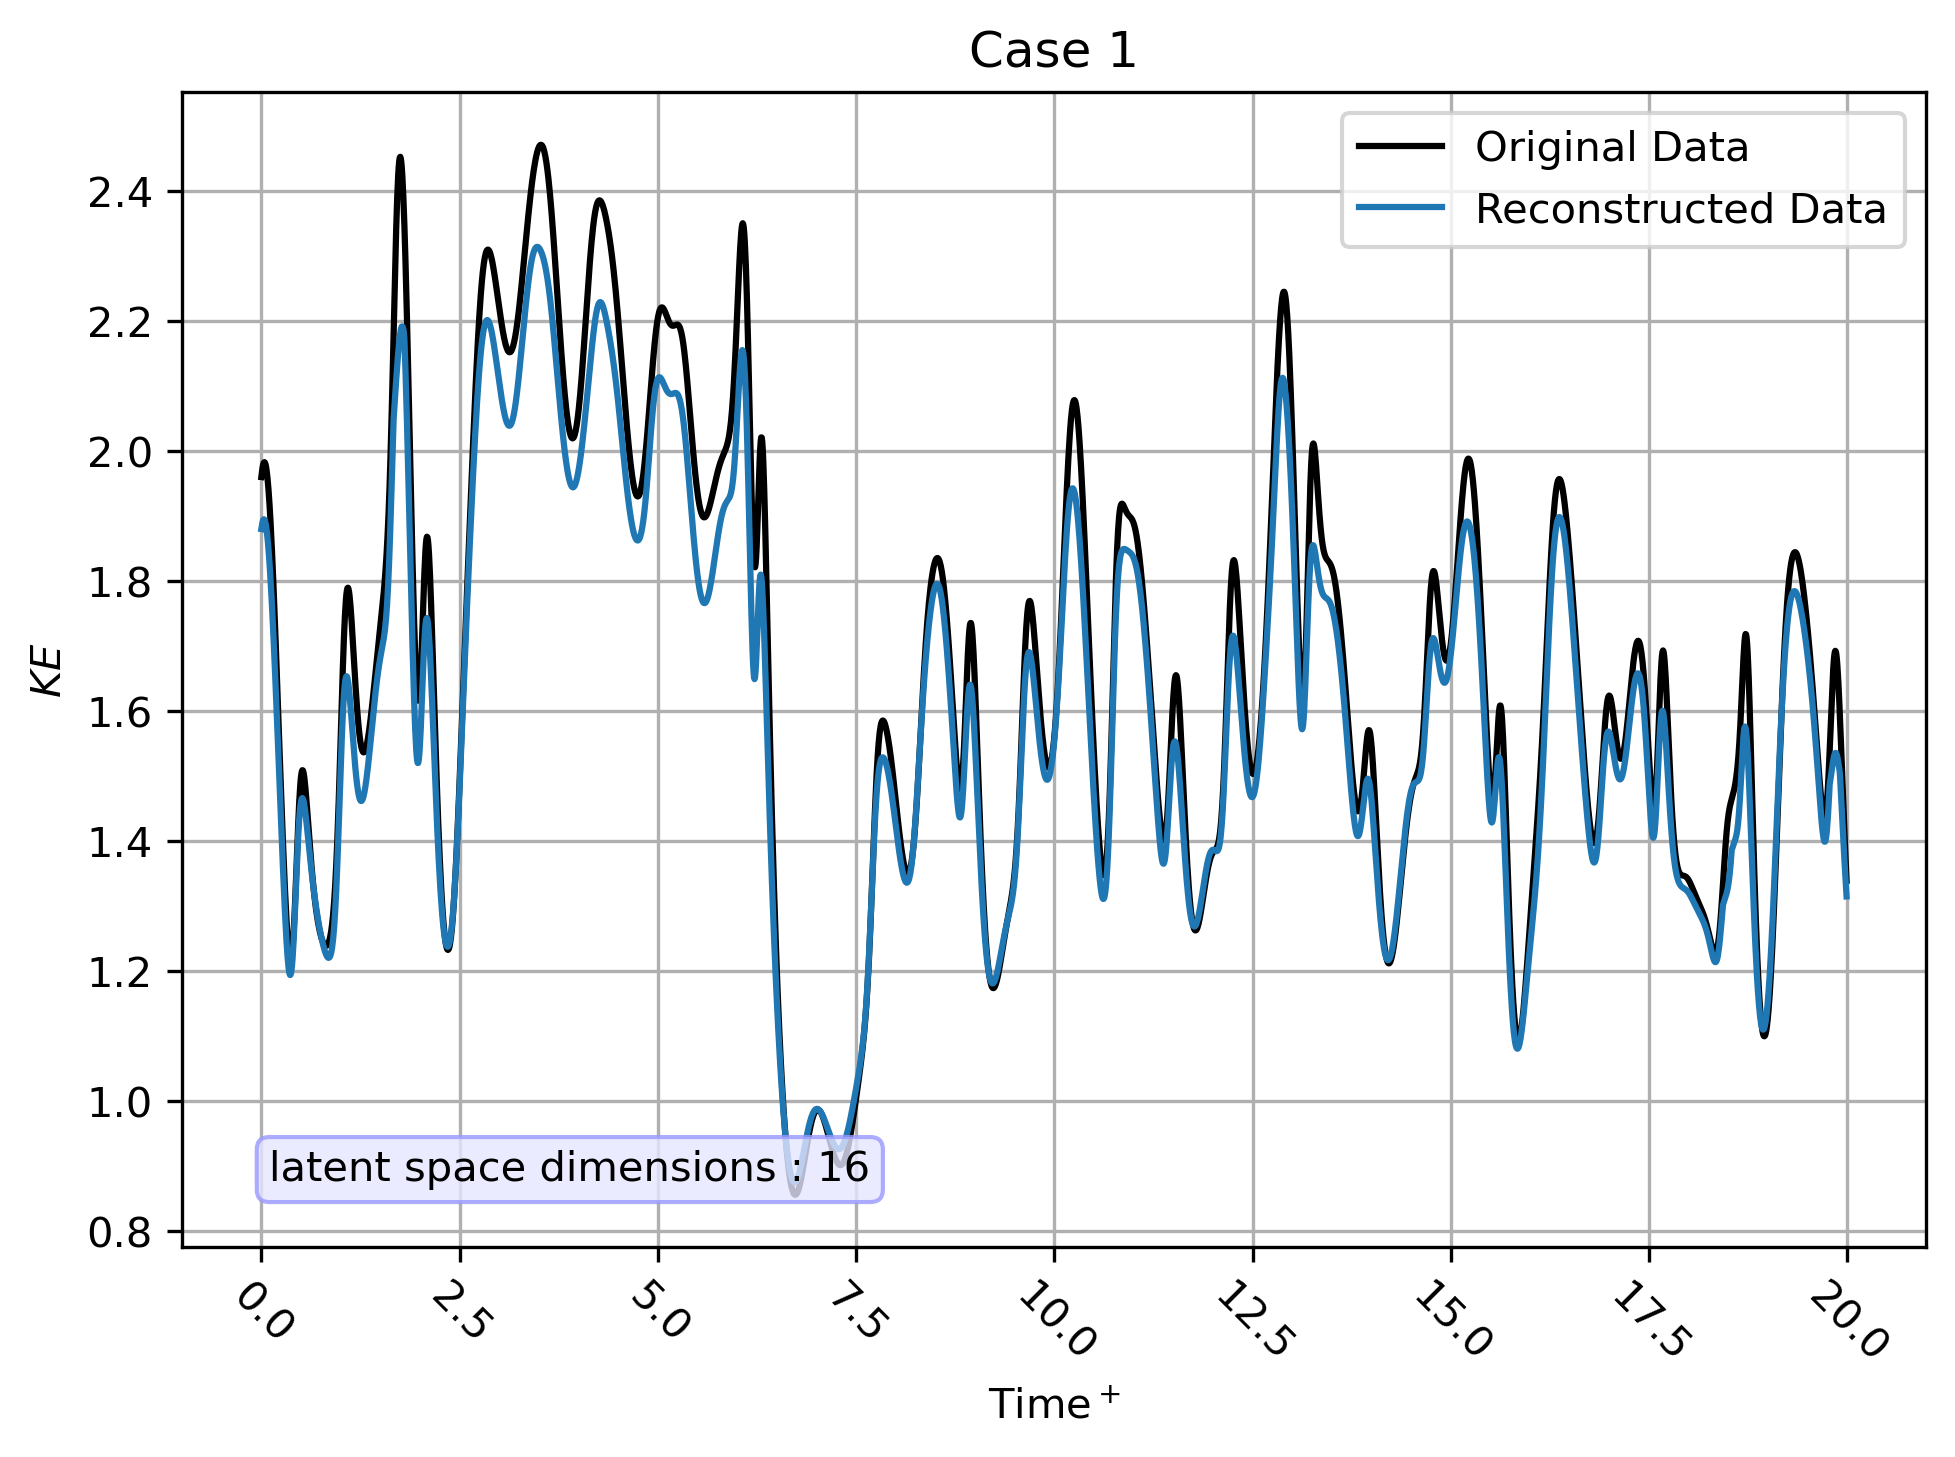 Case 1
Original Data
Reconstructed Data
KE
2.4
2.2
2.0
1.8
1.6
1.4
1.2
1.0
0.8
latent space dimensions : 16
0.0 2.5 5.0 7.5 10.0 12.5 15.0 17.5 20.0
Time⁺